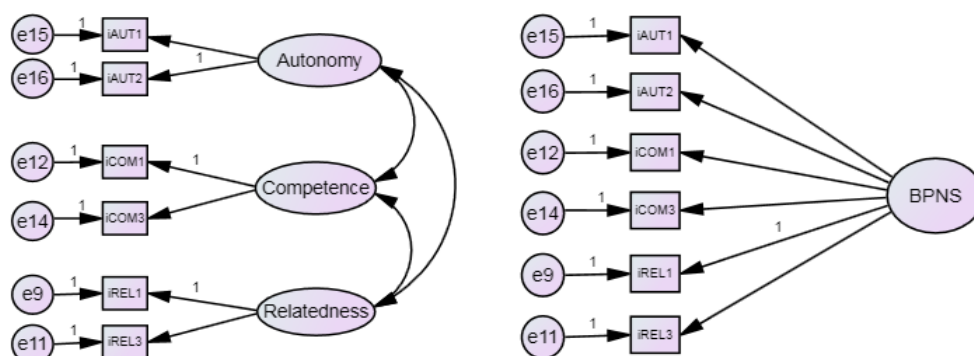 e15 1 iAUT1
1
e16 1 iAUT2
Autonomy
e12 1 iCOM1 1
Competence
e14 1 iCOM3
e9 1 iREL1 1
Relatedness
e11 1 iREL3
e15 1 iAUT1
e16 1 iAUT2
e12 1 iCOM1
BPNS
e14 1 iCOM3
1
e9 1 iREL1
e11 1 iREL3